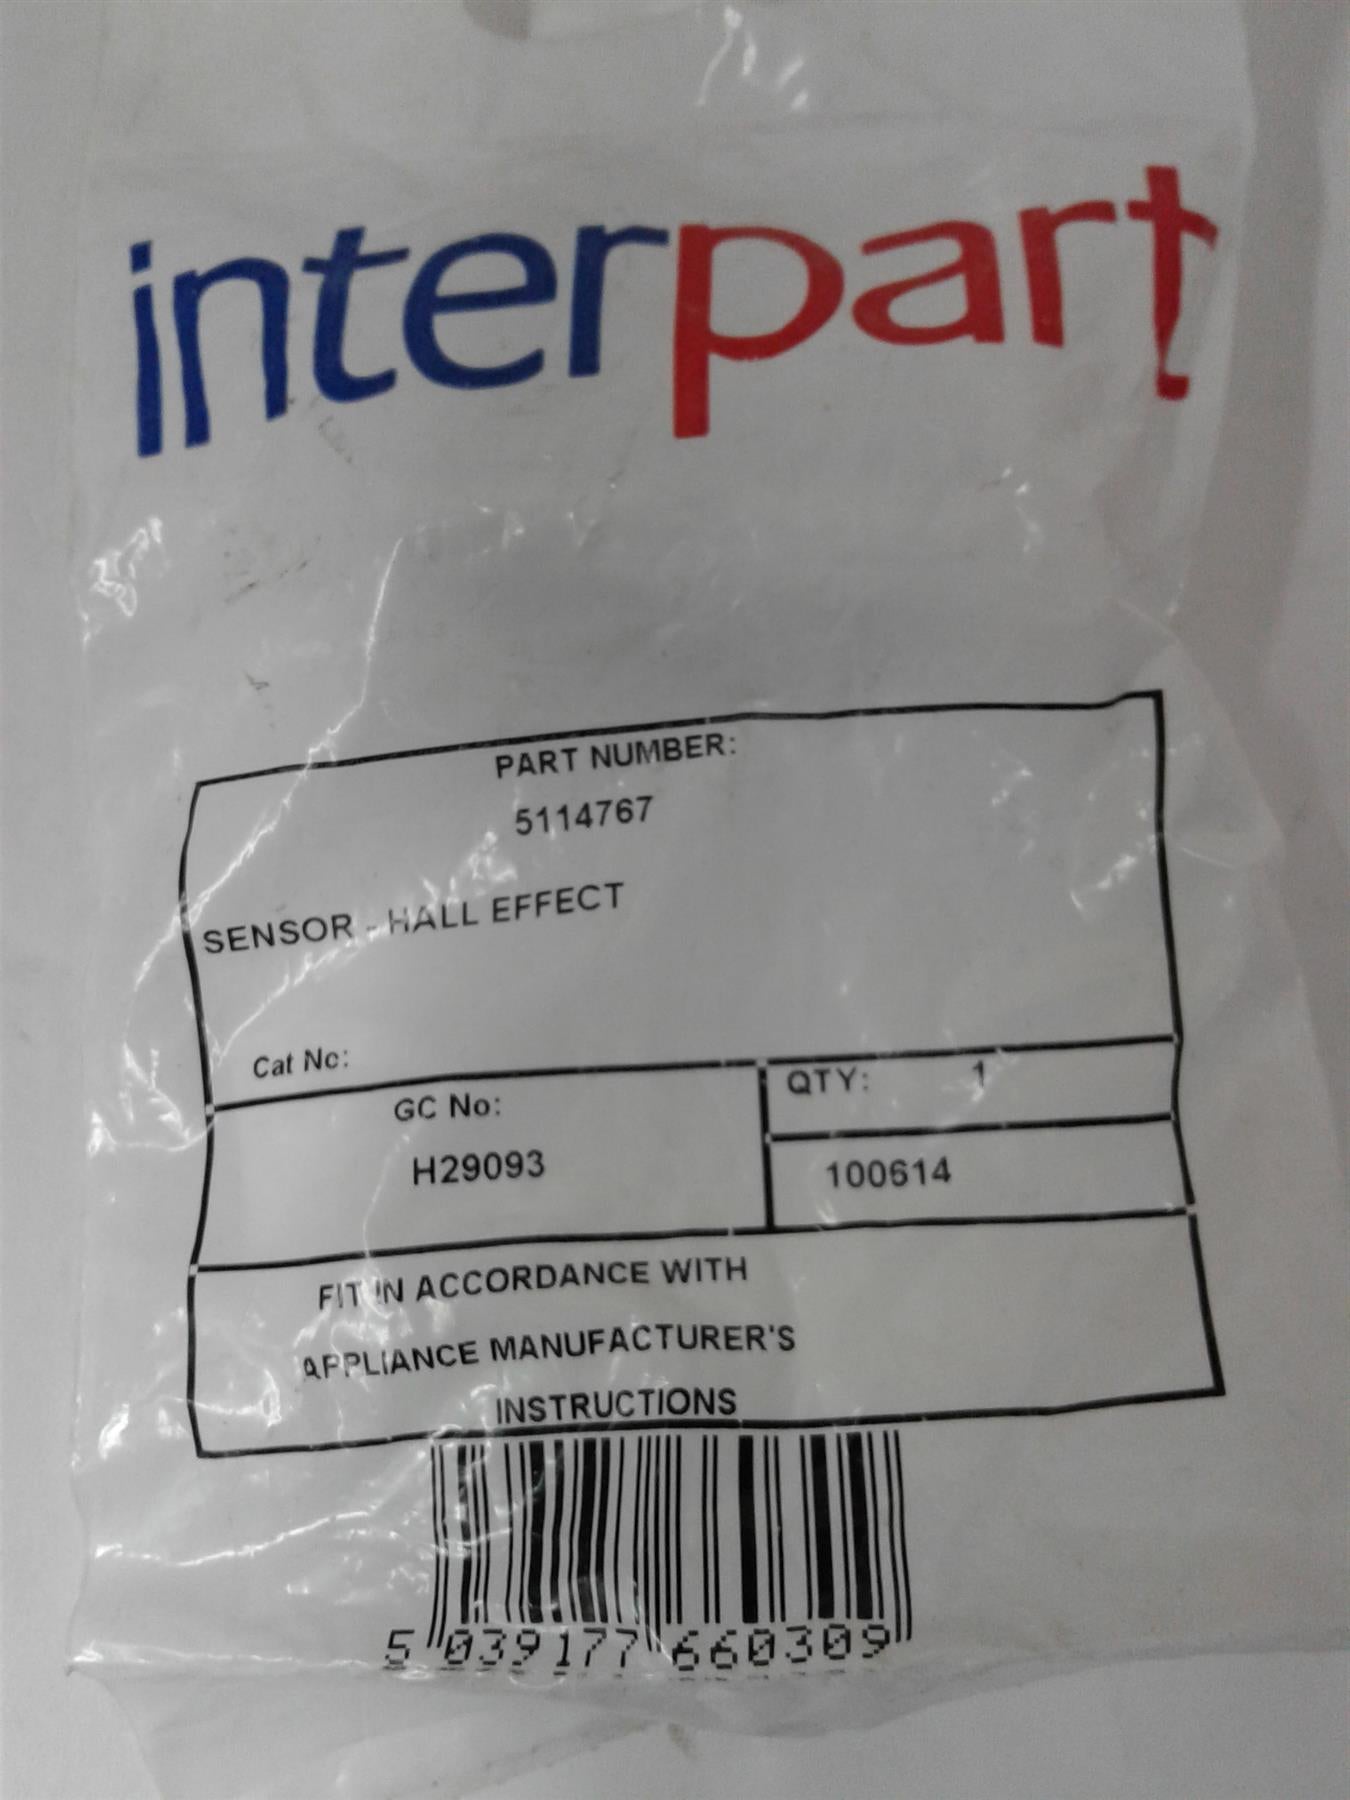 interpart
PART NUMBER:
5114767
SENSOR - HALL EFFECT
Cat No:
GC No:
H29093
QTY: 1
100614
FIT IN ACCORDANCE WITH
APPLIANCE MANUFACTURER'S
INSTRUCTIONS
5 039177 660309